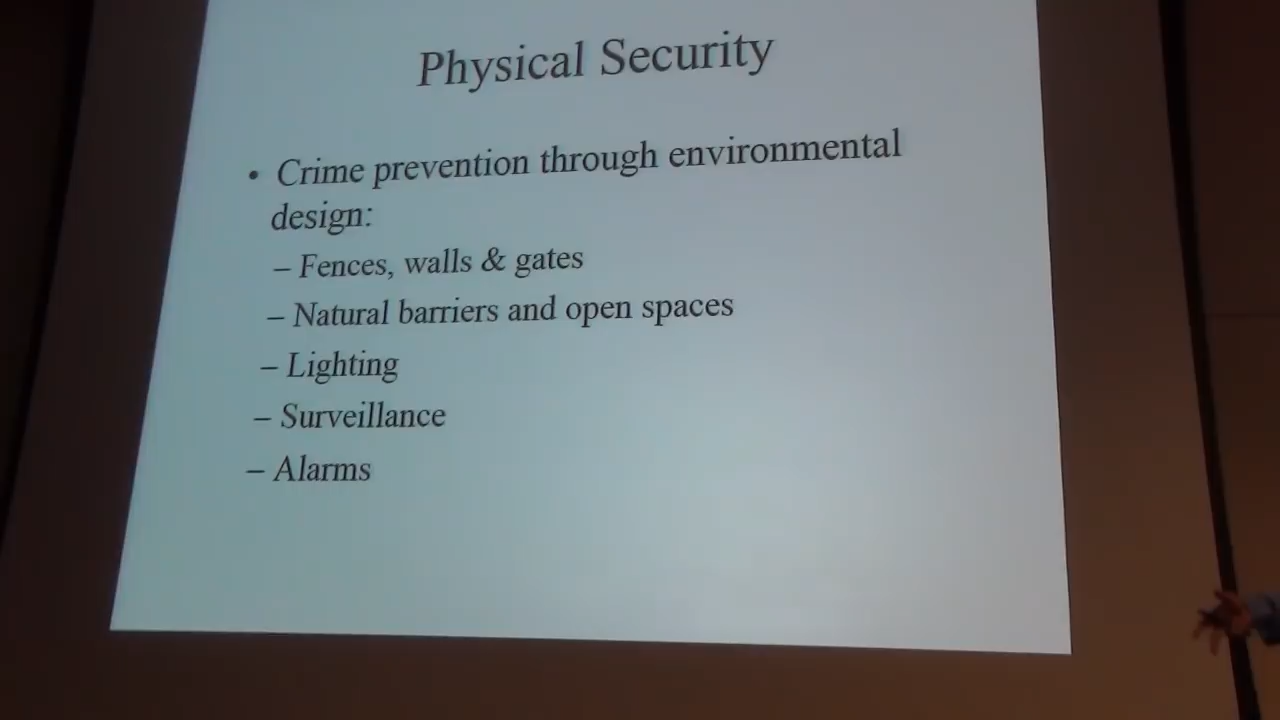 Physical Security
• Crime prevention through environmental
design:
– Fences, walls & gates
– Natural barriers and open spaces
– Lighting
– Surveillance
– Alarms